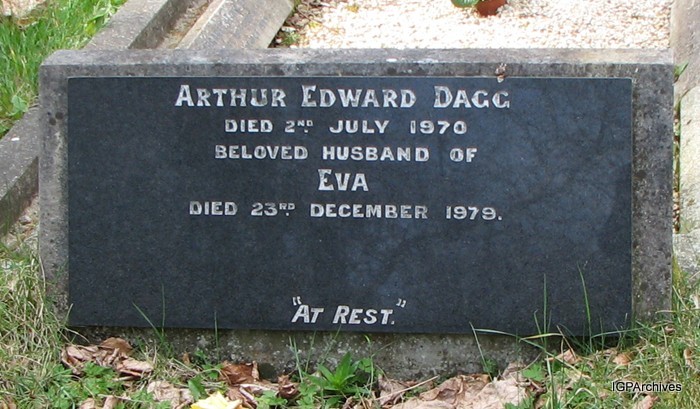 ARTHUR EDWARD DAGG
DIED 2ND. JULY 1970
BELOVED HUSBAND OF
EVA
DIED 23RD. DECEMBER 1979.
"AT REST."
IGPArchives